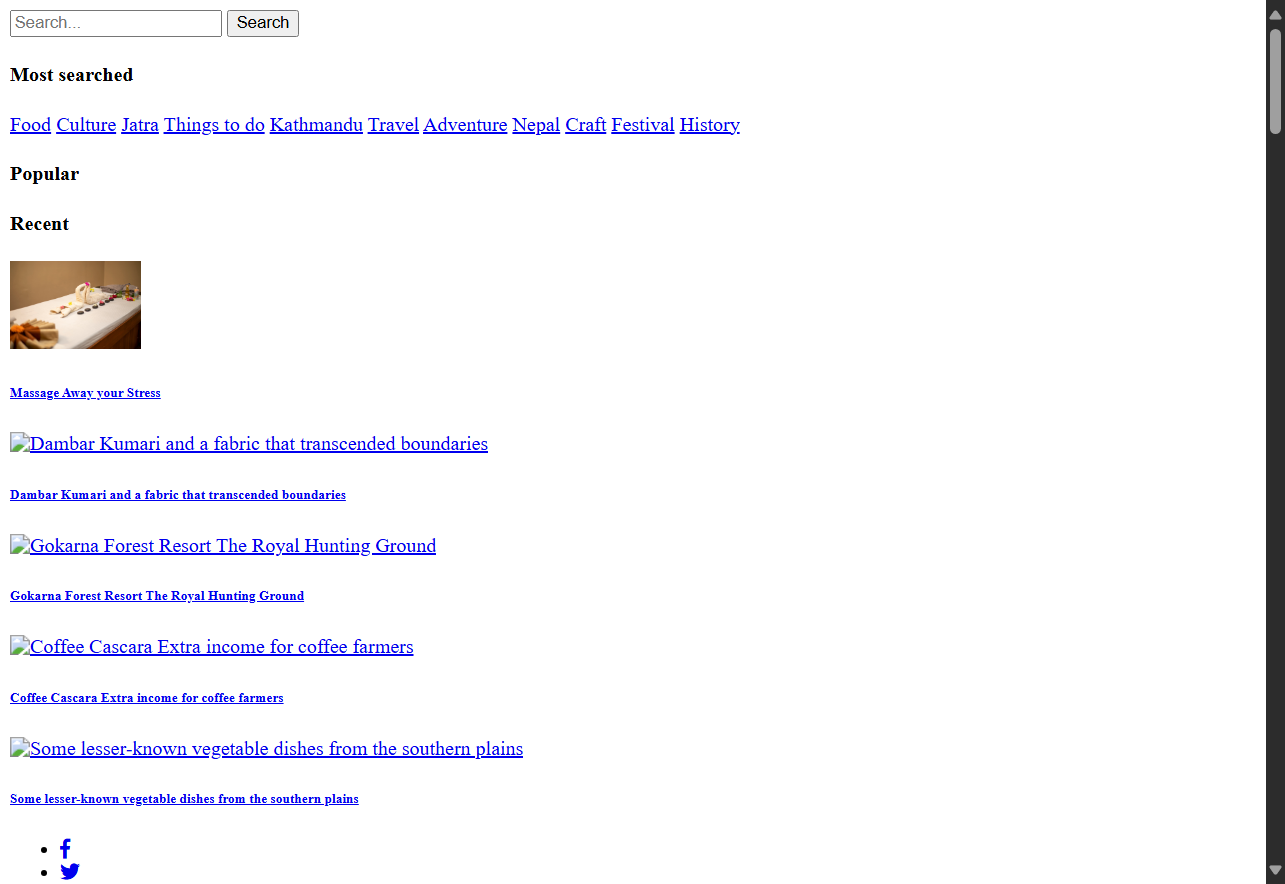 Search... Search
Most searched
Food Culture Jatra Things to do Kathmandu Travel Adventure Nepal Craft Festival History
Popular
Recent
Massage Away your Stress
Dambar Kumari and a fabric that transcended boundaries
Dambar Kumari and a fabric that transcended boundaries
Gokarna Forest Resort The Royal Hunting Ground
Gokarna Forest Resort The Royal Hunting Ground
Coffee Cascara Extra income for coffee farmers
Coffee Cascara Extra income for coffee farmers
Some lesser-known vegetable dishes from the southern plains
Some lesser-known vegetable dishes from the southern plains